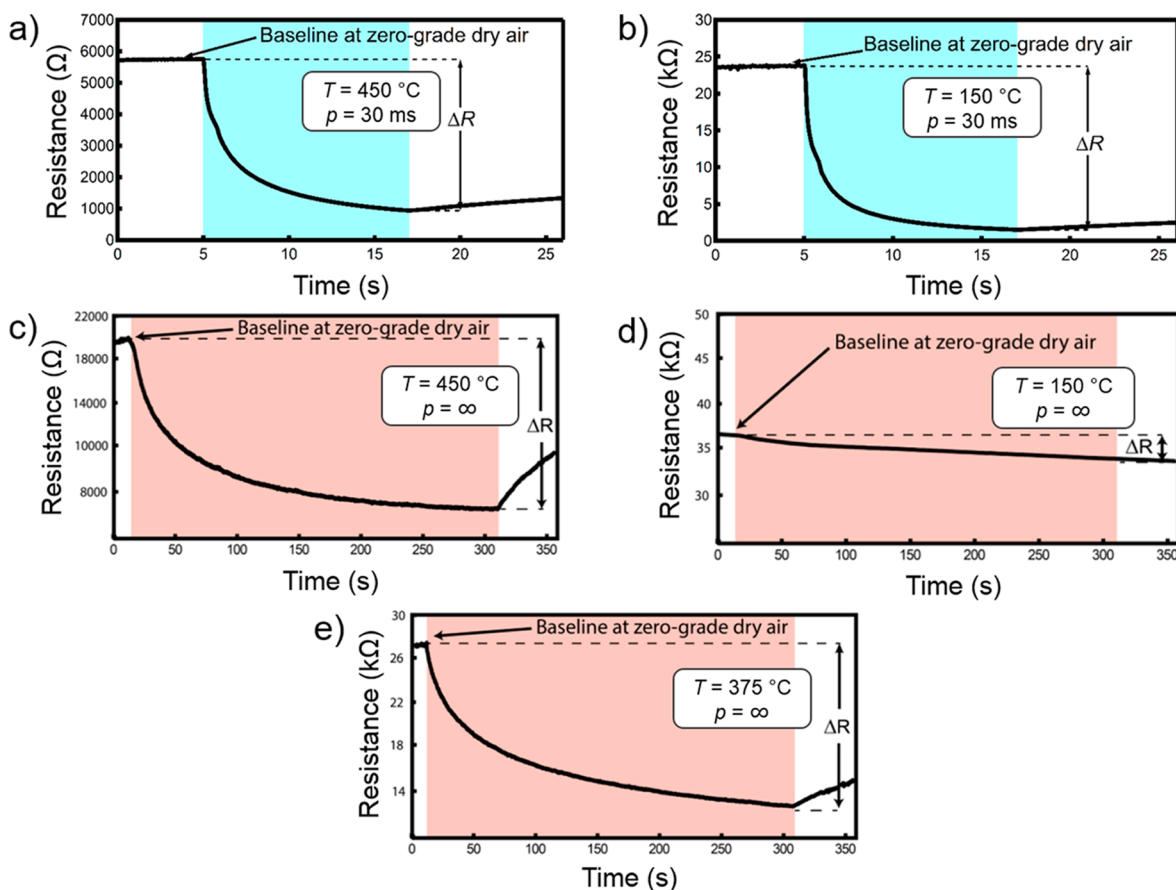 a)
Resistance (Ω)
7000
6000
5000
4000
3000
2000
1000
0
Baseline at zero-grade dry air
T = 450 °C
p = 30 ms
ΔR
0 5 10 15 20 25
Time (s)
b)
Resistance (kΩ)
30
25
20
15
10
5
0
Baseline at zero-grade dry air
T = 150 °C
p = 30 ms
ΔR
0 5 10 15 20 25
Time (s)
c)
Resistance (Ω)
22000
18000
14000
10000
8000
Baseline at zero-grade dry air
T = 450 °C
p = ∞
ΔR
0 50 100 150 200 250 300 350
Time (s)
d)
Resistance (kΩ)
50
45
40
35
30
Baseline at zero-grade dry air
T = 150 °C
p = ∞
ΔR
0 50 100 150 200 250 300 350
Time (s)
e)
Resistance (kΩ)
30
26
22
18
14
Baseline at zero-grade dry air
T = 375 °C
p = ∞
ΔR
0 50 100 150 200 250 300 350
Time (s)